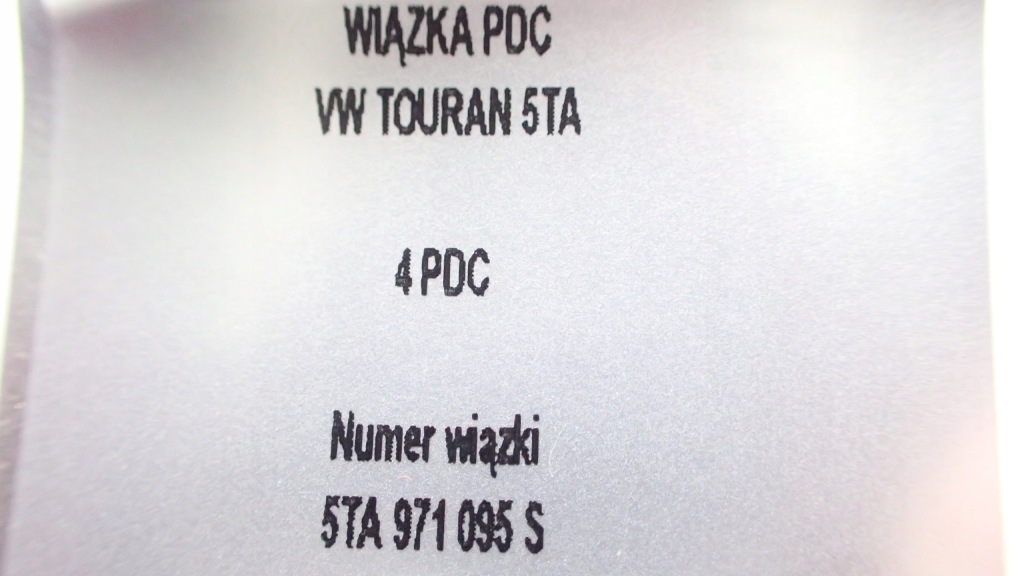 WIĄZKA PDC
VW TOURAN 5TA
4 PDC
Numer wiązki
5TA 971 095 S